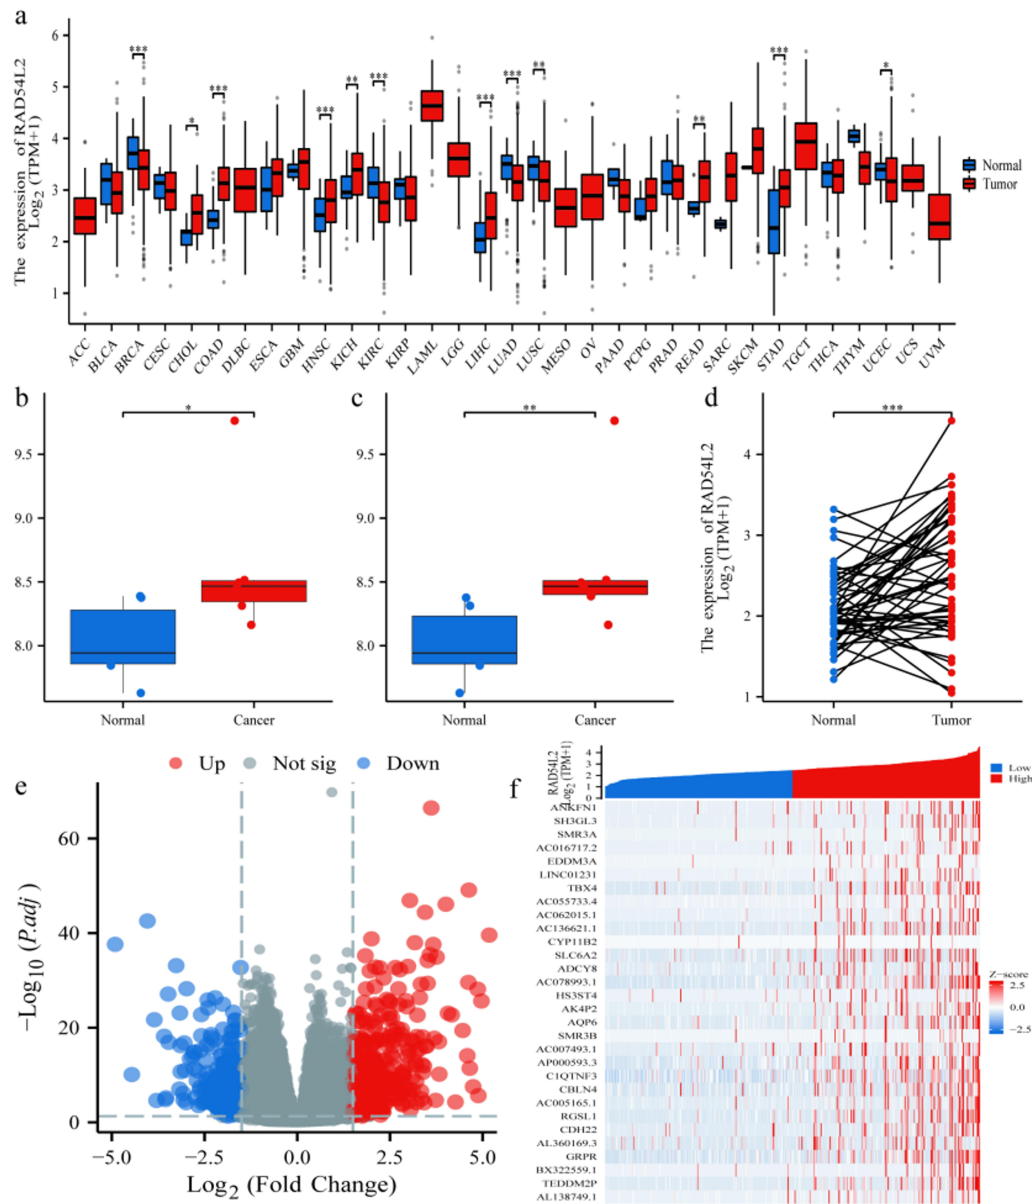 a
The expression of RAD54L2
Log2 (TPM+1)
6
5
4
3
2
1
***
*
***
***
**
***
***
***
**
**
***
*
Normal
Tumor
ACC
BLCA
BRCA
CESC
CHOL
COAD
DLBC
ESCA
GBM
HNSC
KICH
KIRC
KIRP
LAML
LGG
LIHC
LUAD
LUSC
MESO
OV
PAAD
PCPG
PRAD
READ
SARC
SKCM
STAD
TGCT
THCA
THYM
UCEC
UCS
UVM
b
*
9.5
9.0
8.5
8.0
Normal
Cancer
c
**
9.5
9.0
8.5
8.0
Normal
Cancer
d
***
The expression of RAD54L2
Log2 (TPM+1)
4
3
2
1
Normal
Tumor
Up
Not sig
Down
e
−Log10 (P.adj)
60
40
20
0
−5.0
−2.5
0.0
2.5
5.0
Log2 (Fold Change)
f
RAD54L2
Log2 (TPM+1)
4
3
2
1
0
Low
High
ANKFN1
SH3GL3
SMR3A
AC016717.2
EDDM3A
LINC01231
TBX4
AC055733.4
AC062015.1
AC136621.1
CYP11B2
SLC6A2
ADCY8
AC078993.1
HS3ST4
AK4P2
AQP6
SMR3B
AC007493.1
AP000593.3
C1QTNF3
CBLN4
AC005165.1
RGSL1
CDH22
AL360169.3
GRPR
BX322559.1
TEDDM2P
AL138749.1
Z−score
2.5
0.0
−2.5